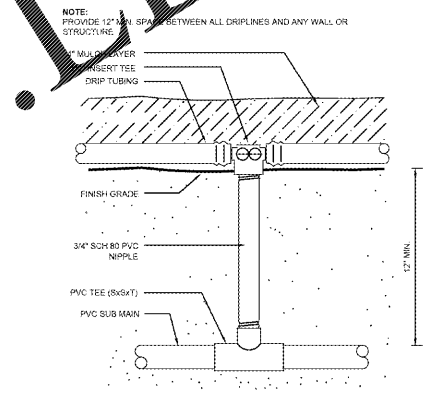 NOTE:
PROVIDE 12" MIN. SPACE BETWEEN ALL DRIPLINES AND ANY WALL OR
STRUCTURE
MULCH LAYER
INSERT TEE
DRIP TUBING
FINISH GRADE
3/4" SCH 80 PVC
NIPPLE
12" MIN.
PVC TEE (SxSxT)
PVC SUB MAIN